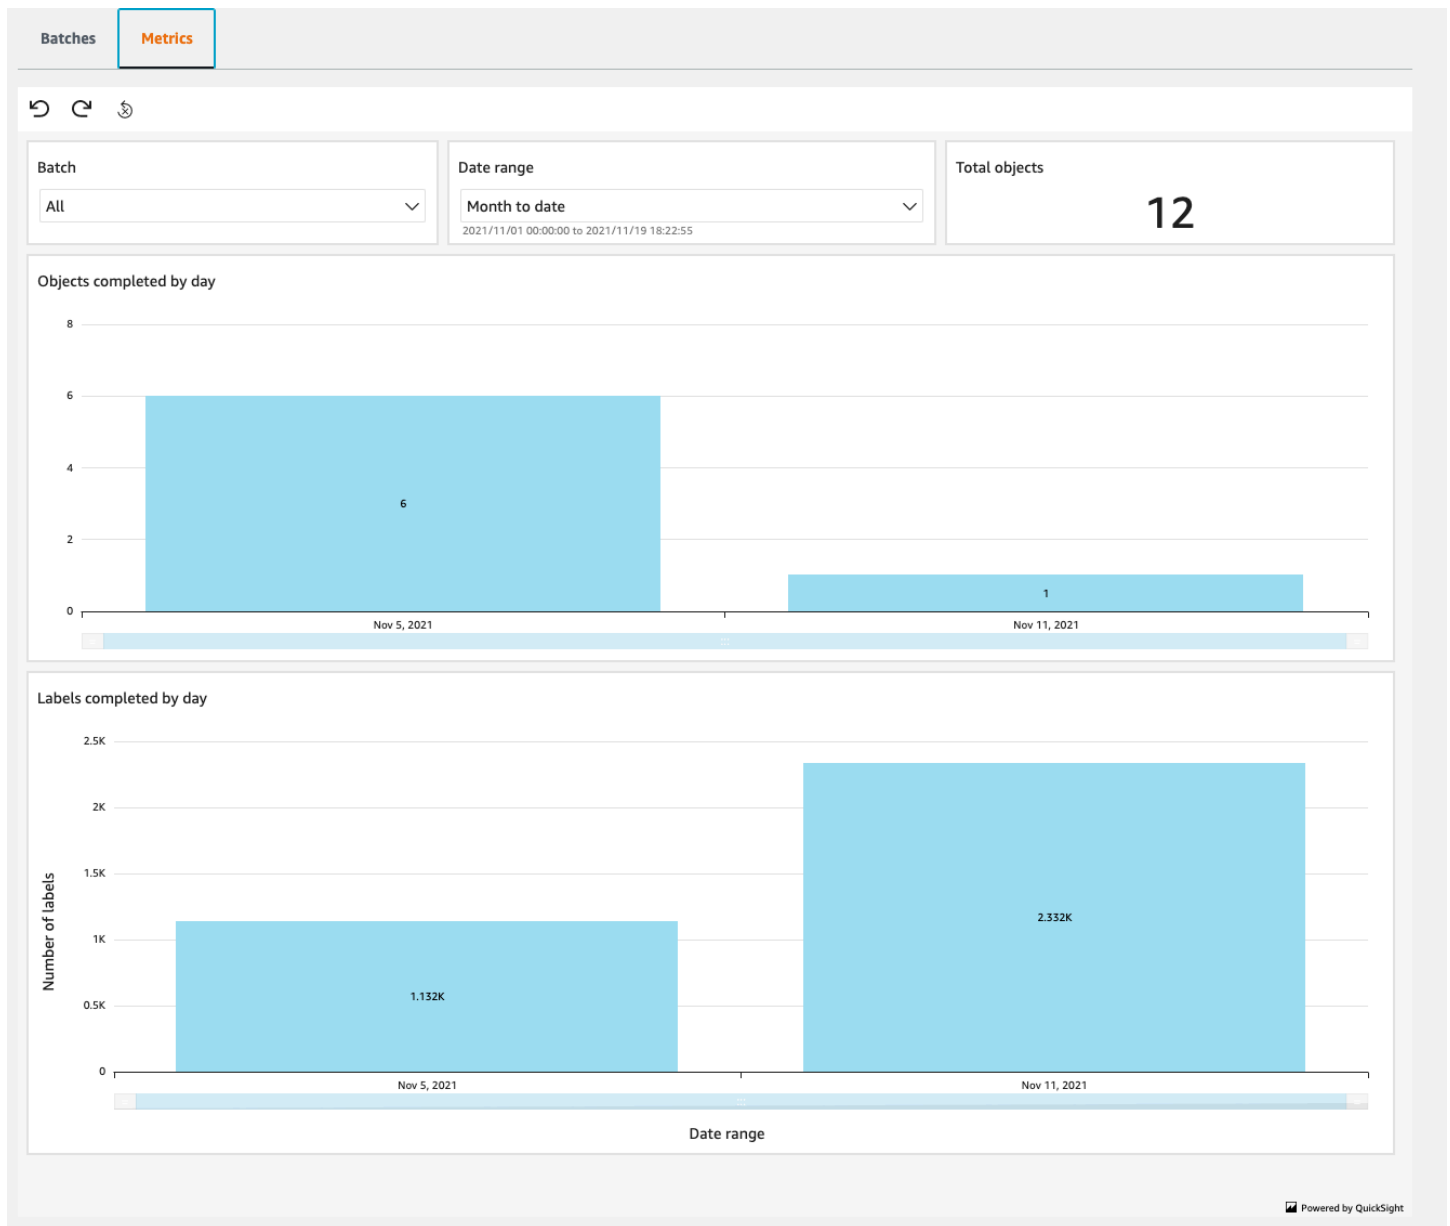 Batches Metrics
Batch
All
Date range
Month to date
2021/11/01 00:00:00 to 2021/11/19 18:22:55
Total objects
12
Objects completed by day
8
6
4
2
0
6
1
Nov 5, 2021 Nov 11, 2021
Labels completed by day
Number of labels
2.5K
2K
1.5K
1K
0.5K
0
1.132K
2.332K
Nov 5, 2021 Nov 11, 2021
Date range
Powered by QuickSight